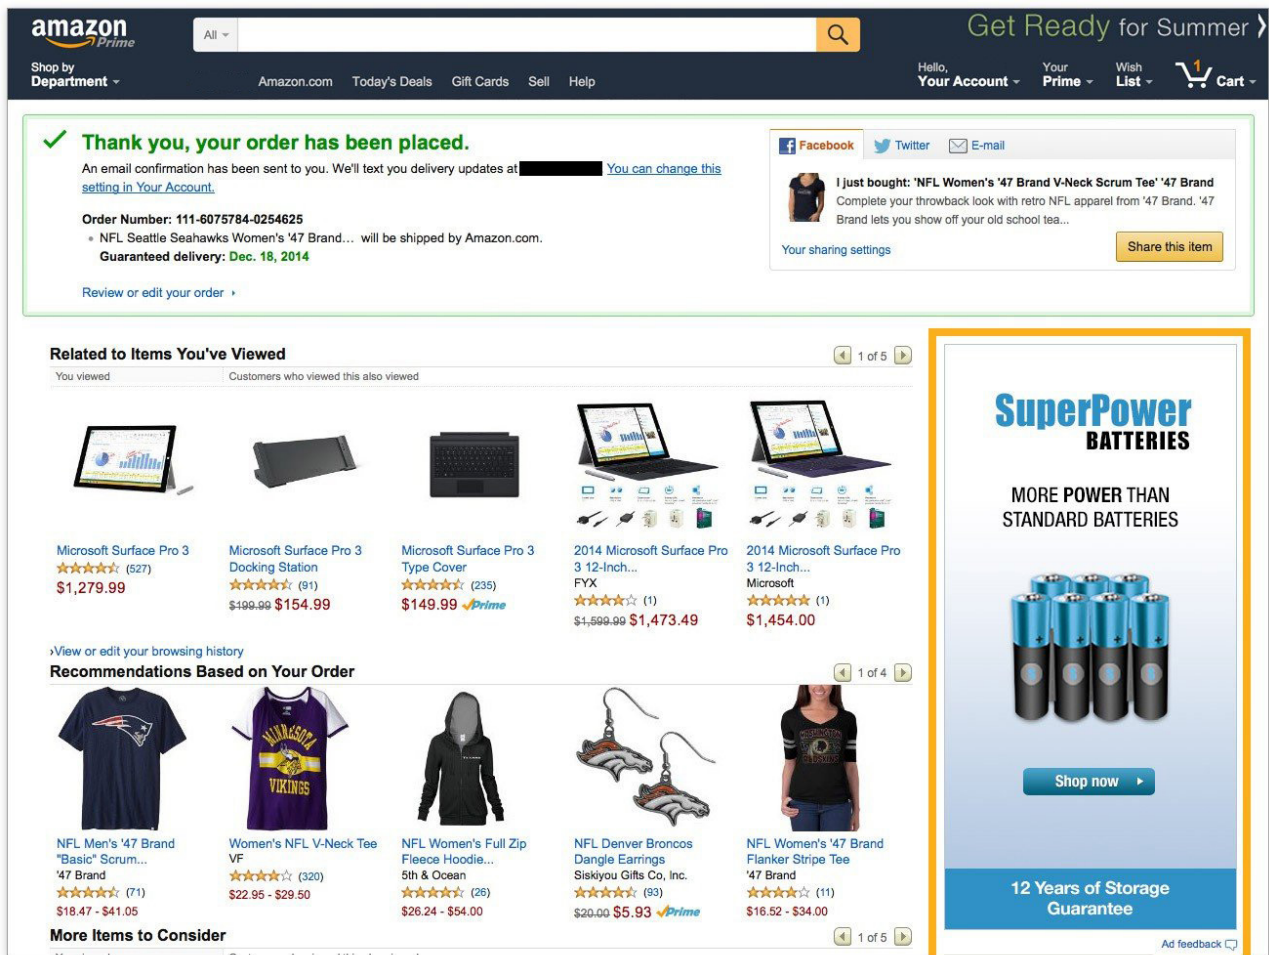 amazon
Prime
All
Get Ready for Summer
Shop by
Department
Amazon.com Today's Deals Gift Cards Sell Help
Hello,
Your Account
Your
Prime
Wish
List
1
Cart
Thank you, your order has been placed.
An email confirmation has been sent to you. We'll text you delivery updates at You can change this
setting in Your Account.
Order Number: 111-6075784-0254625
NFL Seattle Seahawks Women's '47 Brand... will be shipped by Amazon.com.
Guaranteed delivery: Dec. 18, 2014
Review or edit your order
Facebook Twitter E-mail
I just bought: 'NFL Women's '47 Brand V-Neck Scrum Tee' '47 Brand
Complete your throwback look with retro NFL apparel from '47 Brand. '47
Brand lets you show off your old school tea...
Your sharing settings
Share this item
Related to Items You've Viewed
1 of 5
You viewed
Customers who viewed this also viewed
Microsoft Surface Pro 3
(527)
$1,279.99
Microsoft Surface Pro 3
Docking Station
(91)
$199.99 $154.99
Microsoft Surface Pro 3
Type Cover
(235)
$149.99 Prime
2014 Microsoft Surface Pro
3 12-Inch...
FYX
(1)
$1,599.99 $1,473.49
2014 Microsoft Surface Pro
3 12-Inch...
Microsoft
(1)
$1,454.00
›View or edit your browsing history
Recommendations Based on Your Order
1 of 4
MINNESOTA
VIKINGS
WASHINGTON
REDSKINS
NFL Men's '47 Brand
"Basic" Scrum...
'47 Brand
(71)
$18.47 - $41.05
Women's NFL V-Neck Tee
VF
(320)
$22.95 - $29.50
NFL Women's Full Zip
Fleece Hoodie...
5th & Ocean
(26)
$26.24 - $54.00
NFL Denver Broncos
Dangle Earrings
Siskiyou Gifts Co, Inc.
(93)
$20.00 $5.93 Prime
NFL Women's '47 Brand
Flanker Stripe Tee
'47 Brand
(11)
$16.52 - $34.00
More Items to Consider
1 of 5
SuperPower
BATTERIES
MORE POWER THAN
STANDARD BATTERIES
Shop now
12 Years of Storage
Guarantee
Ad feedback